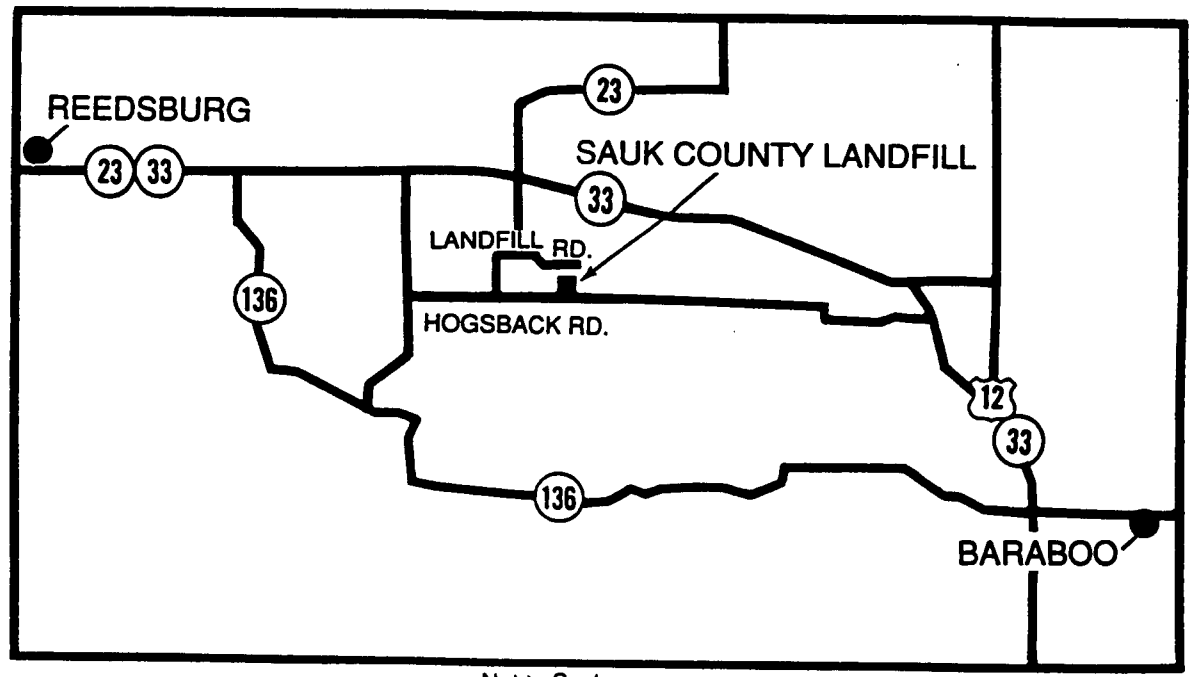 23
REEDSBURG
SAUK COUNTY LANDFILL
23 33
33
LANDFILL RD.
136
HOGSBACK RD.
12
33
136
BARABOO